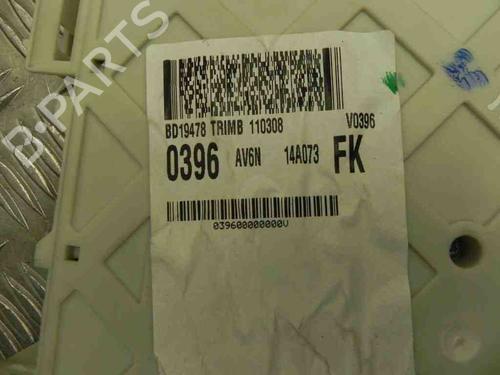 BD19478 TRIMB 110308 V0396
0396 AV6N 14A073 FK
039600000000V
B-PARTS